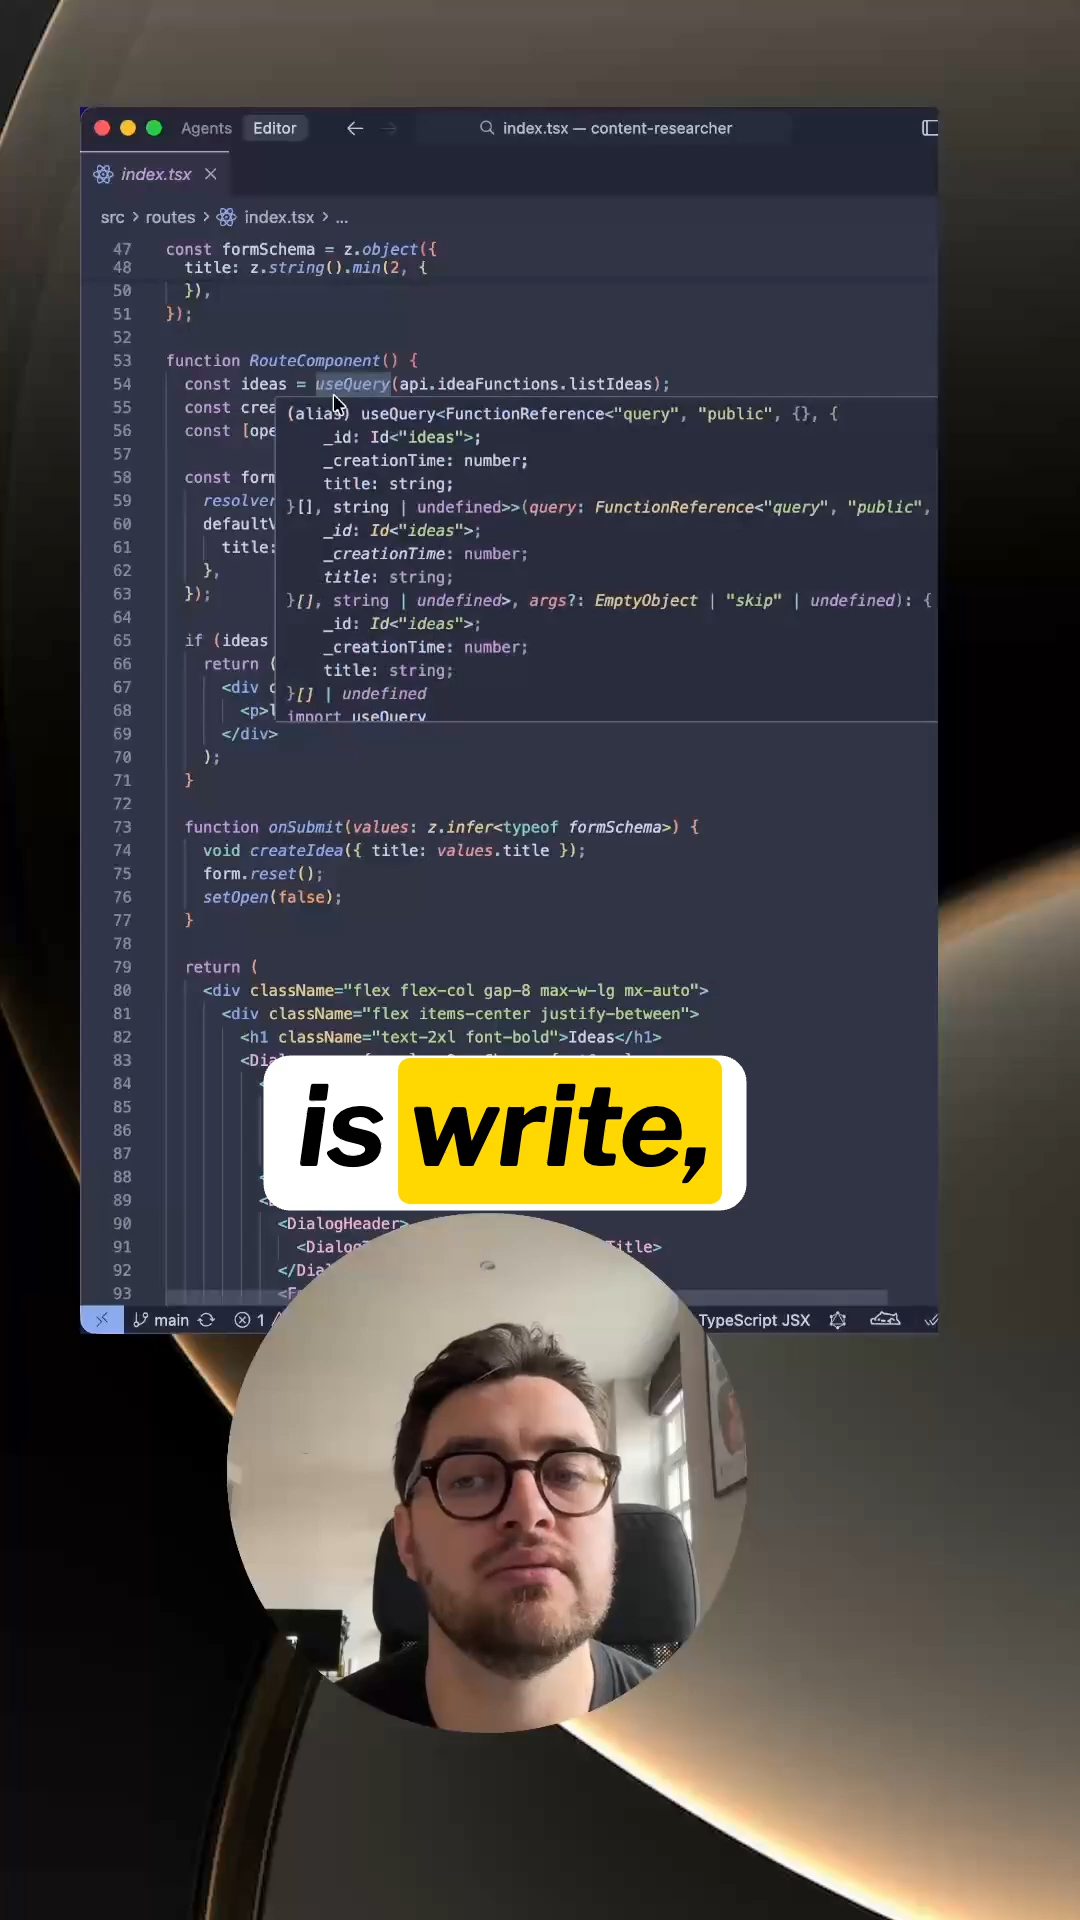 Agents Editor index.tsx — content-researcher
index.tsx
src > routes > index.tsx > ...
47 const formSchema = z.object({
48 title: z.string().min(2, {
50 }),
51 });
52
53 function RouteComponent() {
54 const ideas = useQuery(api.ideaFunctions.listIdeas);
55 const crea
(alias) useQuery<FunctionReference<"query", "public", {}, {
56 const [ope
_id: Id<"ideas">;
57
_creationTime: number;
58 const form
title: string;
59 resolver
}[], string | undefined>>(query: FunctionReference<"query", "public",
60 defaultV
_id: Id<"ideas">;
61 title:
_creationTime: number;
62 },
title: string;
63 });
}[], string | undefined>, args?: EmptyObject | "skip" | undefined): {
64
_id: Id<"ideas">;
65 if (ideas
_creationTime: number;
66 return (
title: string;
67 <div c
}[] | undefined
68 <p>
import useQuery
69 </div>
70 );
71 }
72
73 function onSubmit(values: z.infer<typeof formSchema>) {
74 void createIdea({ title: values.title });
75 form.reset();
76 setOpen(false);
77 }
78
79 return (
80 <div className="flex flex-col gap-8 max-w-lg mx-auto">
81 <div className="flex items-center justify-between">
82 <h1 className="text-2xl font-bold">Ideas</h1>
83 <Dia
84 <
85
86
87
88 <
89 <
is write,
90 <DialogHeader>
91 <Dialog Title>
92 </Dial
93 <F
main 1 TypeScript JSX